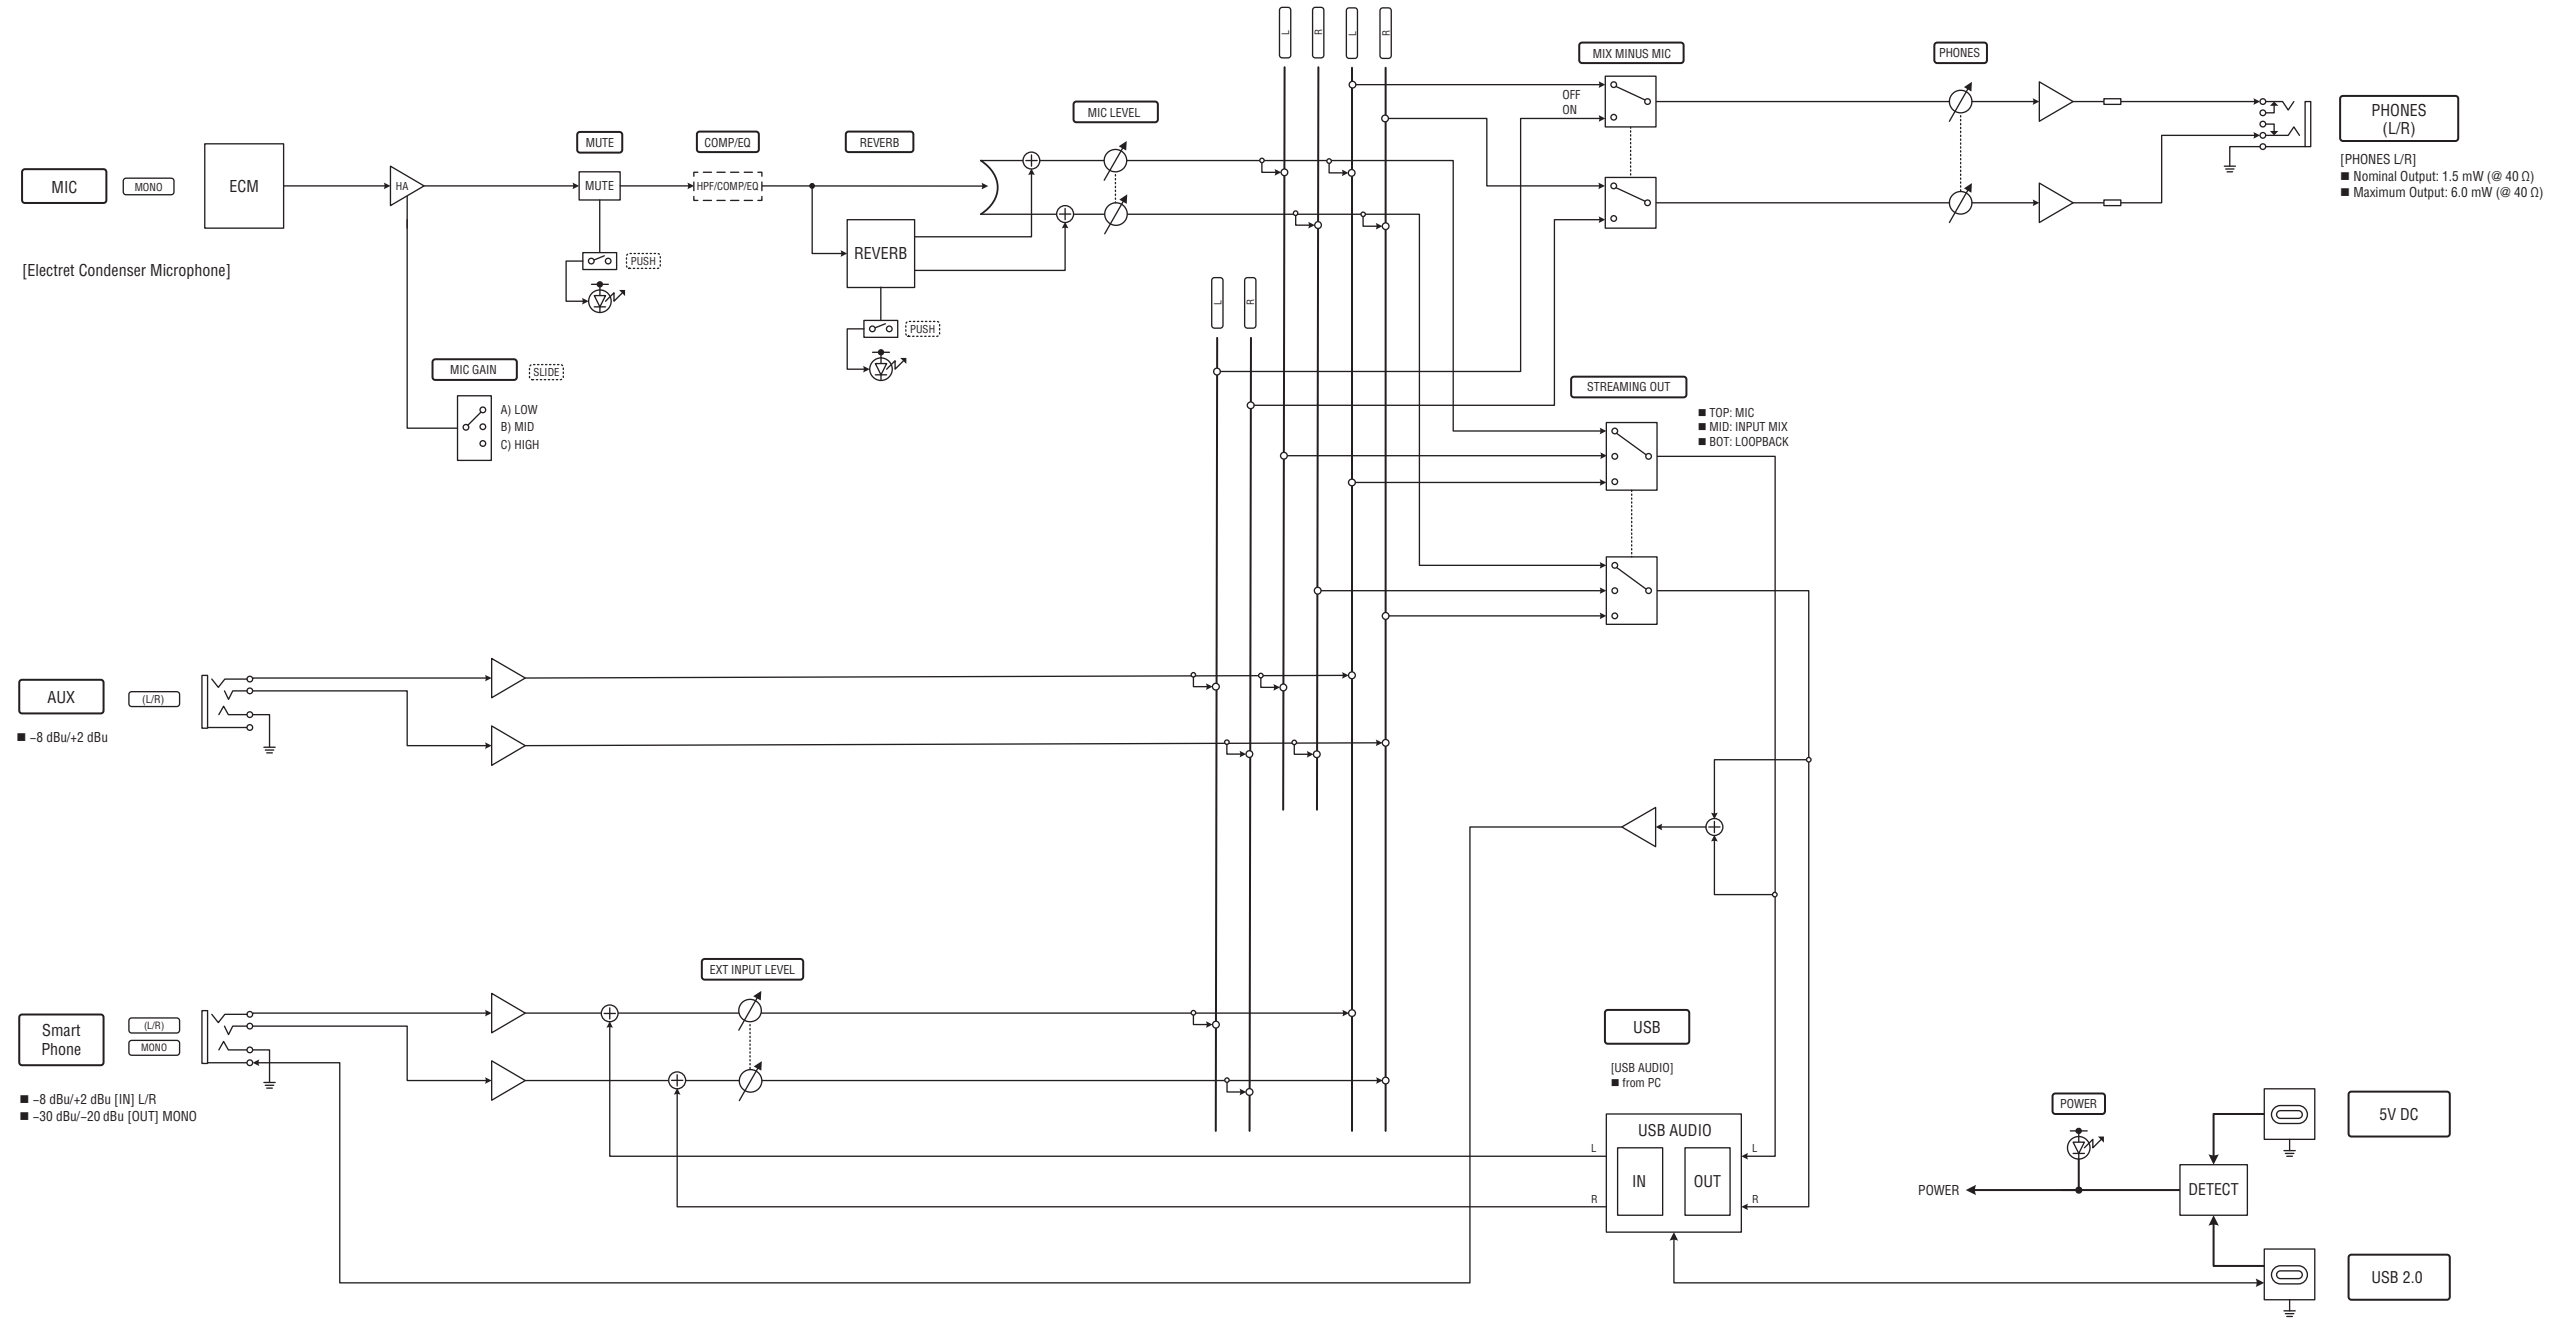 L
R
L
R
MIX MINUS MIC
PHONES
OFF
ON
PHONES
(L/R)
[PHONES L/R]
■ Nominal Output: 1.5 mW (@ 40 Ω)
■ Maximum Output: 6.0 mW (@ 40 Ω)
MIC LEVEL
MUTE
COMP/EQ
REVERB
MIC
MONO
ECM
HA
MUTE
HPF/COMP/EQ
REVERB
PUSH
[Electret Condenser Microphone]
PUSH
L
R
MIC GAIN
SLIDE
A) LOW
B) MID
C) HIGH
STREAMING OUT
■ TOP: MIC
■ MID: INPUT MIX
■ BOT: LOOPBACK
AUX
(L/R)
■ –8 dBu/+2 dBu
EXT INPUT LEVEL
Smart
Phone
(L/R)
MONO
■ –8 dBu/+2 dBu [IN] L/R
■ –30 dBu/–20 dBu [OUT] MONO
USB
[USB AUDIO]
■ from PC
USB AUDIO
L
IN
OUT
L
R
R
POWER
5V DC
POWER
DETECT
USB 2.0